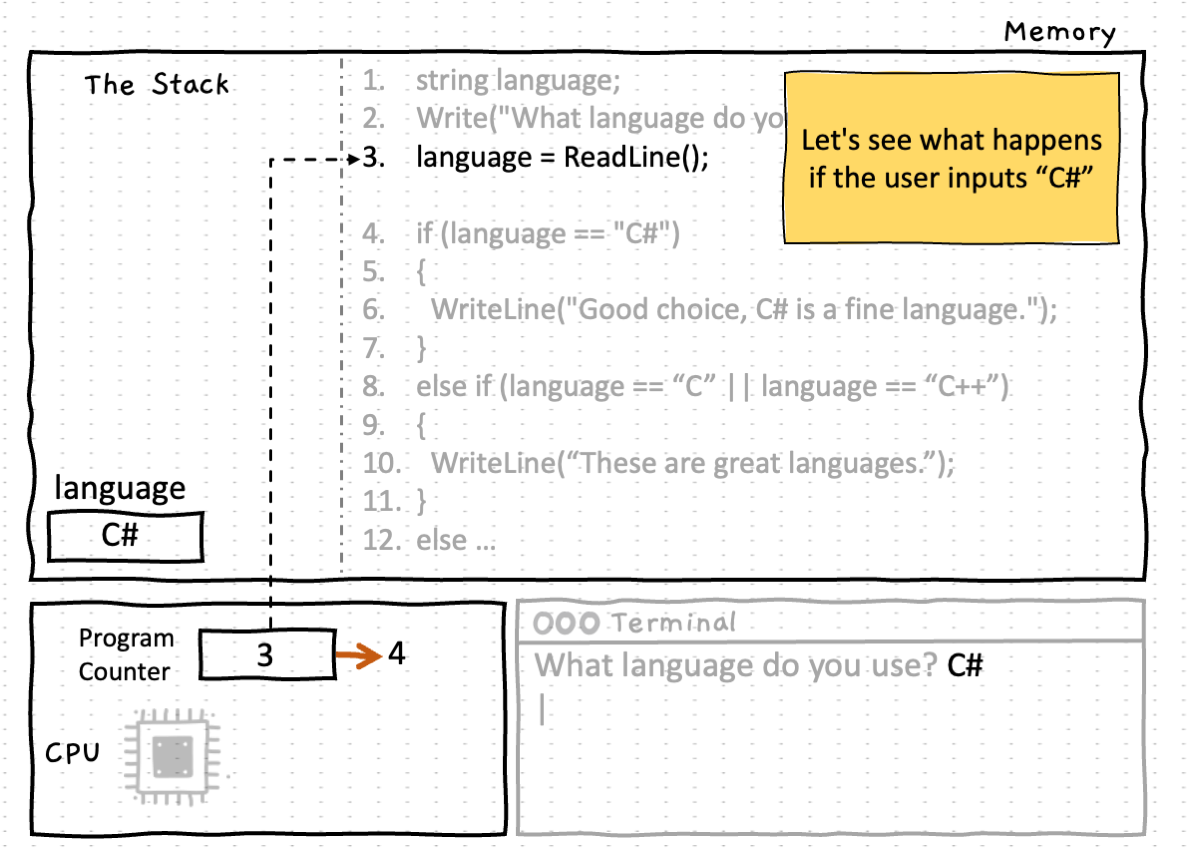 Memory
The Stack
1. string language;
2. Write("What language do yo
3. language = ReadLine();
Let's see what happens
if the user inputs “C#”
4. if (language == "C#")
5. {
6. WriteLine("Good choice, C# is a fine language.");
7. }
8. else if (language == “C” || language == “C++”)
9. {
10. WriteLine(“These are great languages.”);
11. }
12. else ...
language
C#
Program
Counter
3
4
CPU
Terminal
What language do you use? C#